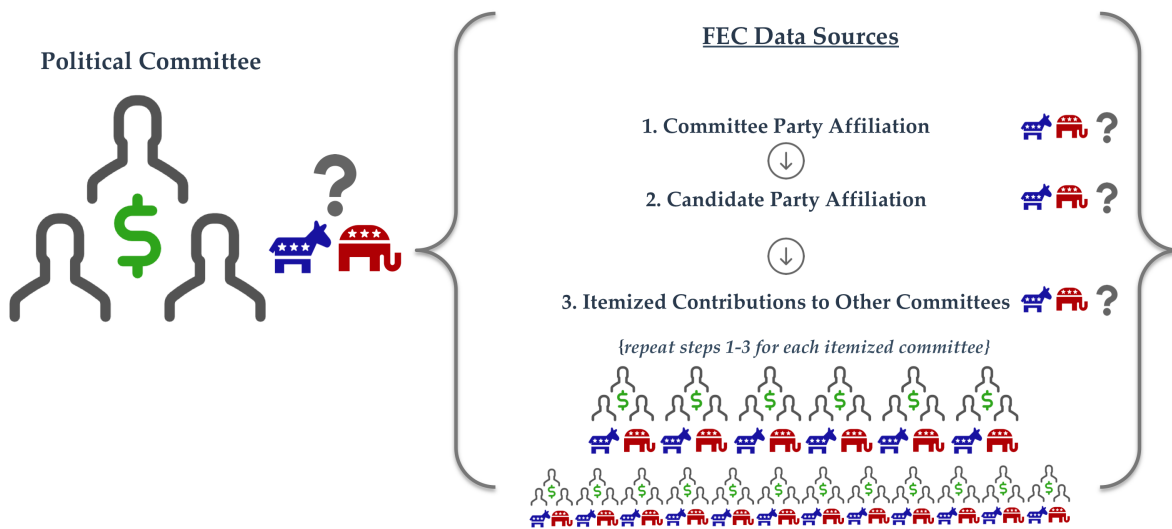 FEC Data Sources
Political Committee
1. Committee Party Affiliation
2. Candidate Party Affiliation
3. Itemized Contributions to Other Committees
{repeat steps 1-3 for each itemized committee}